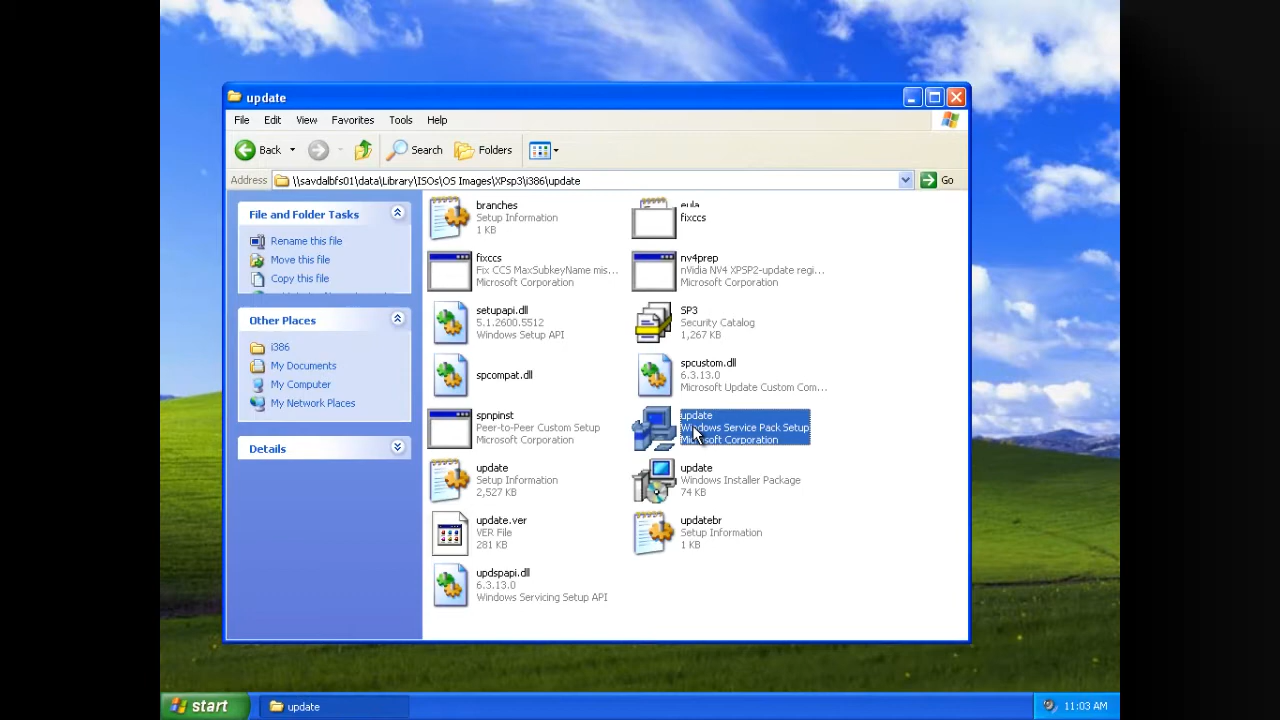 update
File Edit View Favorites Tools Help
Back Search Folders
Address \\savdalbfs01\data\Library\ISOs\OS Images\XPsp3\i386\update Go
File and Folder Tasks
Rename this file
Move this file
Copy this file
Other Places
i386
My Documents
My Computer
My Network Places
Details
branches
Setup Information
1 KB
eula
fixccs
fixccs
Fix CCS MaxSubkeyName mis...
Microsoft Corporation
nv4prep
nVidia NV4 XPSP2-update regi...
Microsoft Corporation
setupapi.dll
5.1.2600.5512
Windows Setup API
SP3
Security Catalog
1,267 KB
spcompat.dll
spcustom.dll
6.3.13.0
Microsoft Update Custom Com...
spnpinst
Peer-to-Peer Custom Setup
Microsoft Corporation
update
Windows Service Pack Setup
Microsoft Corporation
update
Setup Information
2,527 KB
update
Windows Installer Package
74 KB
update.ver
VER File
281 KB
updatebr
Setup Information
1 KB
updspapi.dll
6.3.13.0
Windows Servicing Setup API
start update 11:03 AM